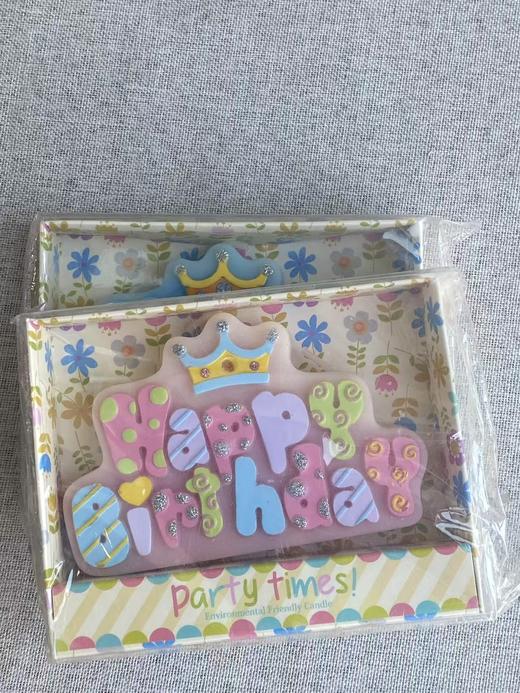 Happy
Birthday
party times!
Environmental Friendly Candle